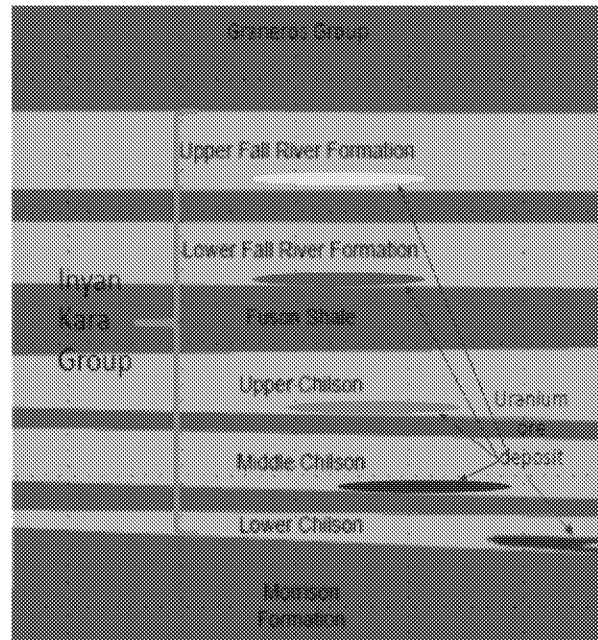 Graneros Group
Upper Fall River Formation
Lower Fall River Formation
Inyan
Kara
Group
Fuson Shale
Upper Chilson
Uranium
ore
deposit
Middle Chilson
Lower Chilson
Morrison
Formation